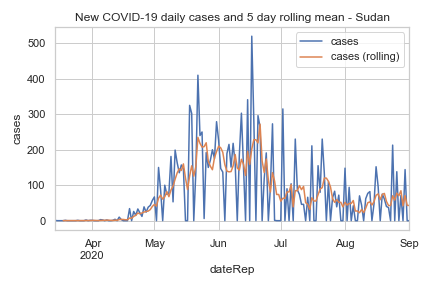 New COVID-19 daily cases and 5 day rolling mean - Sudan
cases
cases (rolling)
500
400
300
200
100
0
cases
Apr
2020
May
Jun
Jul
Aug
Sep
dateRep